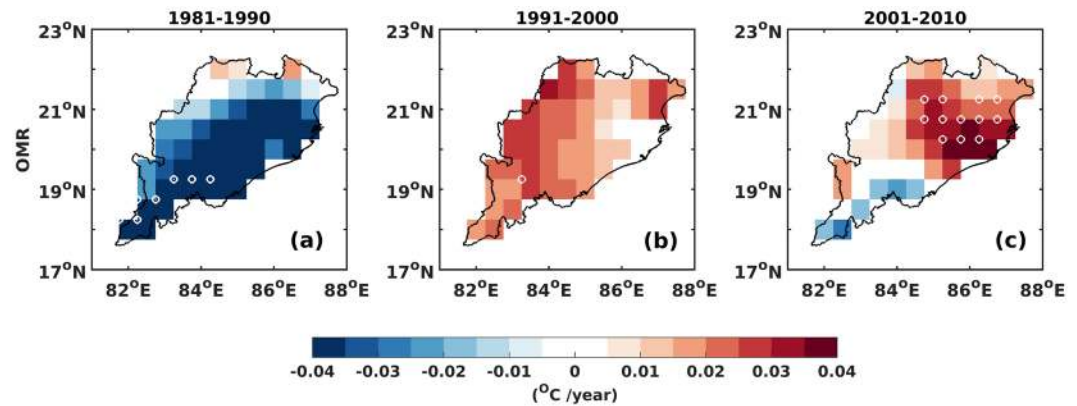 1981-1990
1991-2000
2001-2010
OMR
23°N
21°N
19°N
17°N
82°E 84°E 86°E 88°E
(a)
23°N
21°N
19°N
17°N
82°E 84°E 86°E 88°E
(b)
23°N
21°N
19°N
17°N
82°E 84°E 86°E 88°E
(c)
-0.04 -0.03 -0.02 -0.01 0 0.01 0.02 0.03 0.04
(°C /year)